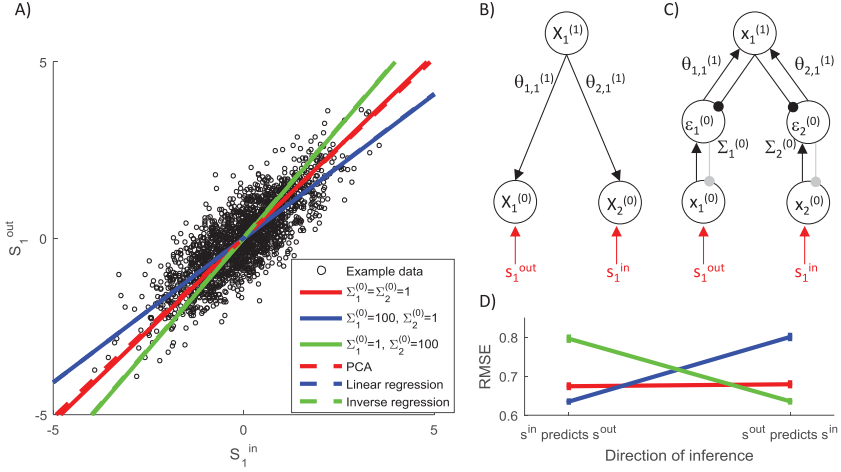 A)
5
S₁ᵒᵘᵗ
0
-5
-5
0
5
S₁ⁱⁿ
Example data
Σ₁⁽⁰⁾=Σ₂⁽⁰⁾=1
Σ₁⁽⁰⁾=100, Σ₂⁽⁰⁾=1
Σ₁⁽⁰⁾=1, Σ₂⁽⁰⁾=100
PCA
Linear regression
Inverse regression
B)
X₁⁽¹⁾
θ₁,₁⁽¹⁾ θ₂,₁⁽¹⁾
X₁⁽⁰⁾ X₂⁽⁰⁾
s₁ᵒᵘᵗ s₁ⁱⁿ
C)
x₁⁽¹⁾
θ₁,₁⁽¹⁾ θ₂,₁⁽¹⁾
ε₁⁽⁰⁾ ε₂⁽⁰⁾
Σ₁⁽⁰⁾ Σ₂⁽⁰⁾
x₁⁽⁰⁾ x₂⁽⁰⁾
s₁ᵒᵘᵗ s₁ⁱⁿ
D)
0.8
RMSE
0.7
0.6
sⁱⁿ predicts sᵒᵘᵗ sᵒᵘᵗ predicts sⁱⁿ
Direction of inference